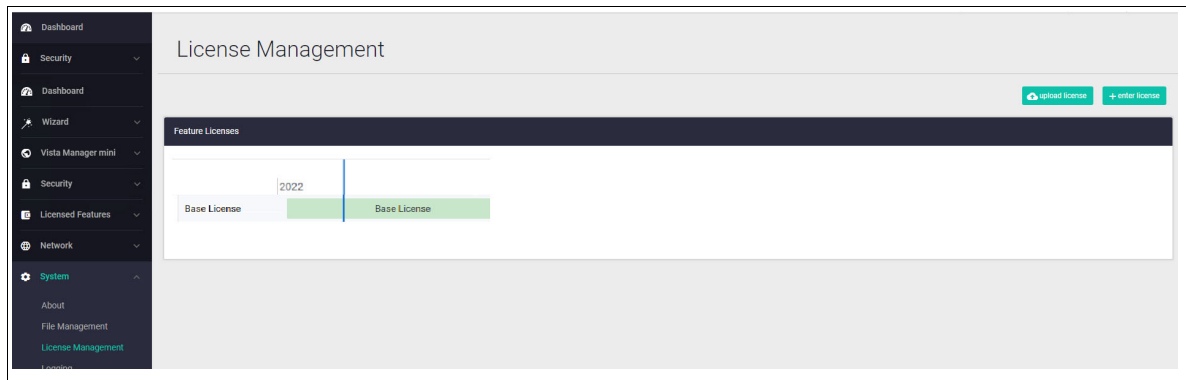 Dashboard
Security
Dashboard
Wizard
Vista Manager mini
Security
Licensed Features
Network
System
About
File Management
License Management
Logging
License Management
upload license
+ enter license
Feature Licenses
2022
Base License
Base License